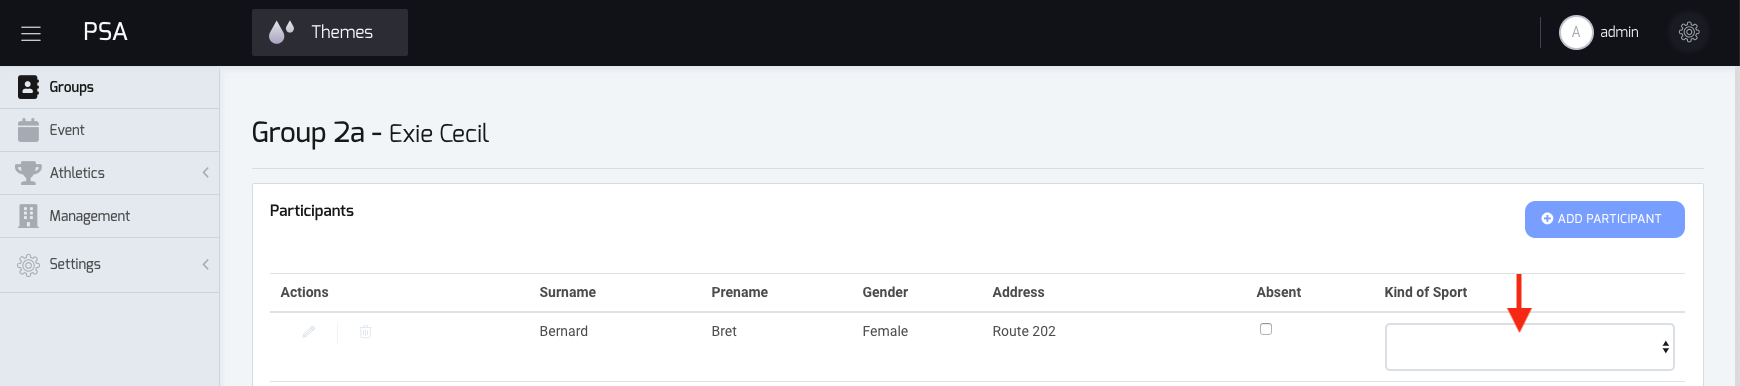 PSA
Themes
A admin
Groups
Event
Athletics
Management
Settings
Group 2a - Exie Cecil
Participants
ADD PARTICIPANT
Actions Surname Prename Gender Address Absent Kind of Sport
Bernard Bret Female Route 202